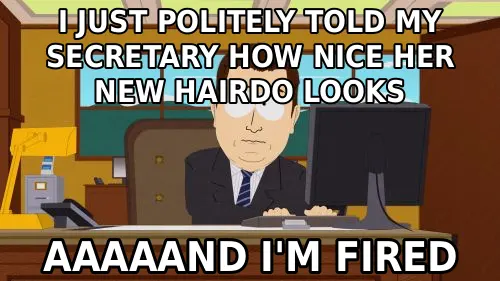 I JUST POLITELY TOLD MY
SECRETARY HOW NICE HER
NEW HAIRDO LOOKS
AAAAAND I'M FIRED